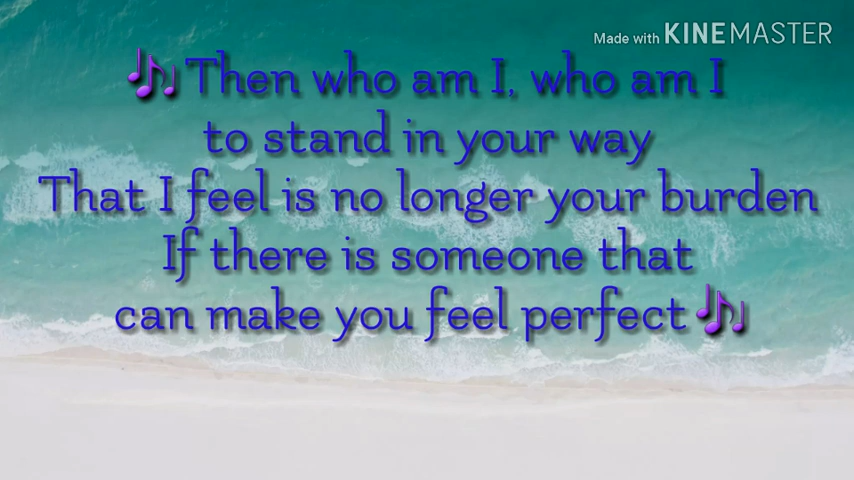 Made with KINEMASTER
🎶 Then who am I, who am I
to stand in your way
That I feel is no longer your burden
If there is someone that
can make you feel perfect 🎶